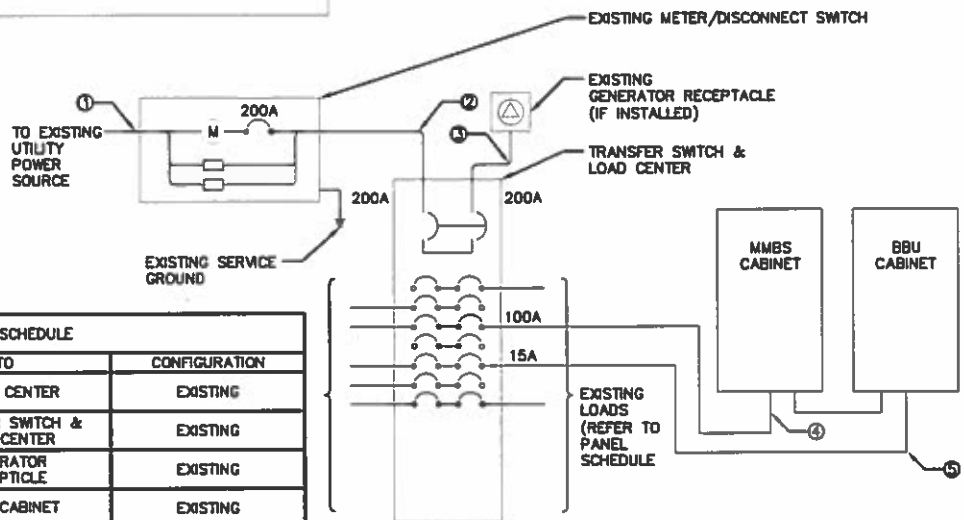 EXISTING METER/DISCONNECT SWITCH
①
200A
M
②
EXISTING
GENERATOR RECEPTACLE
(IF INSTALLED)
③
TO EXISTING
UTILITY
POWER
SOURCE
TRANSFER SWITCH &
LOAD CENTER
200A
200A
EXISTING SERVICE
GROUND
MMBS
CABINET
BBU
CABINET
100A
15A
EXISTING
LOADS
(REFER TO
PANEL
SCHEDULE
④
⑤
SCHEDULE
TO
CONFIGURATION
CENTER
EXISTING
SWITCH &
CENTER
EXISTING
RATOR
PTICLE
EXISTING
CABINET
EXISTING